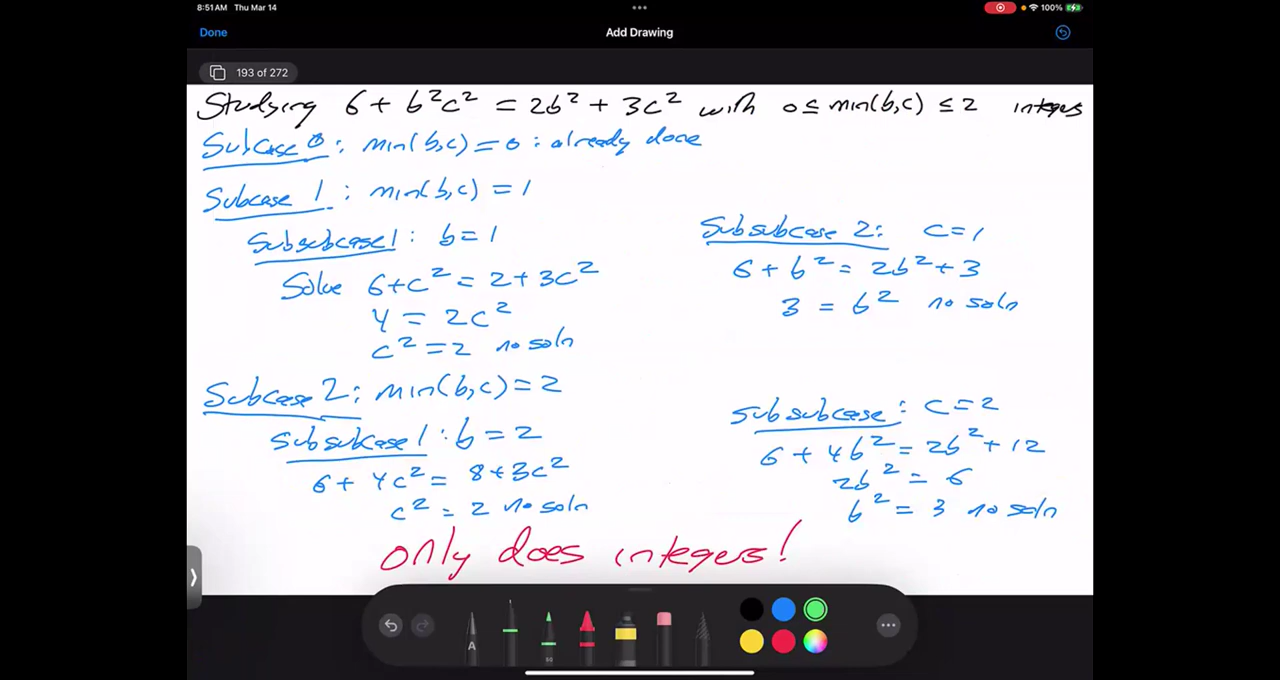 8:51 AM Thu Mar 14
100%
Done
Add Drawing
193 of 272
Studying 6 + b²c² = 2b² + 3c² with 0 ≤ min(b,c) ≤ 2 integers
Subcase 0: min(b,c) = 0 : already done
Subcase 1 : min(b,c) = 1
Subsubcase 1 : b = 1
Solve 6 + c² = 2 + 3c²
4 = 2c²
c² = 2 no soln
Subsubcase 2: c = 1
6 + b² = 2b² + 3
3 = b² no soln
Subcase 2: min(b,c) = 2
Subsubcase 1 : b = 2
6 + 4c² = 8 + 3c²
c² = 2 no soln
Subsubcase : c = 2
6 + 4b² = 2b² + 12
2b² = 6
b² = 3 no soln
only does integers!
A